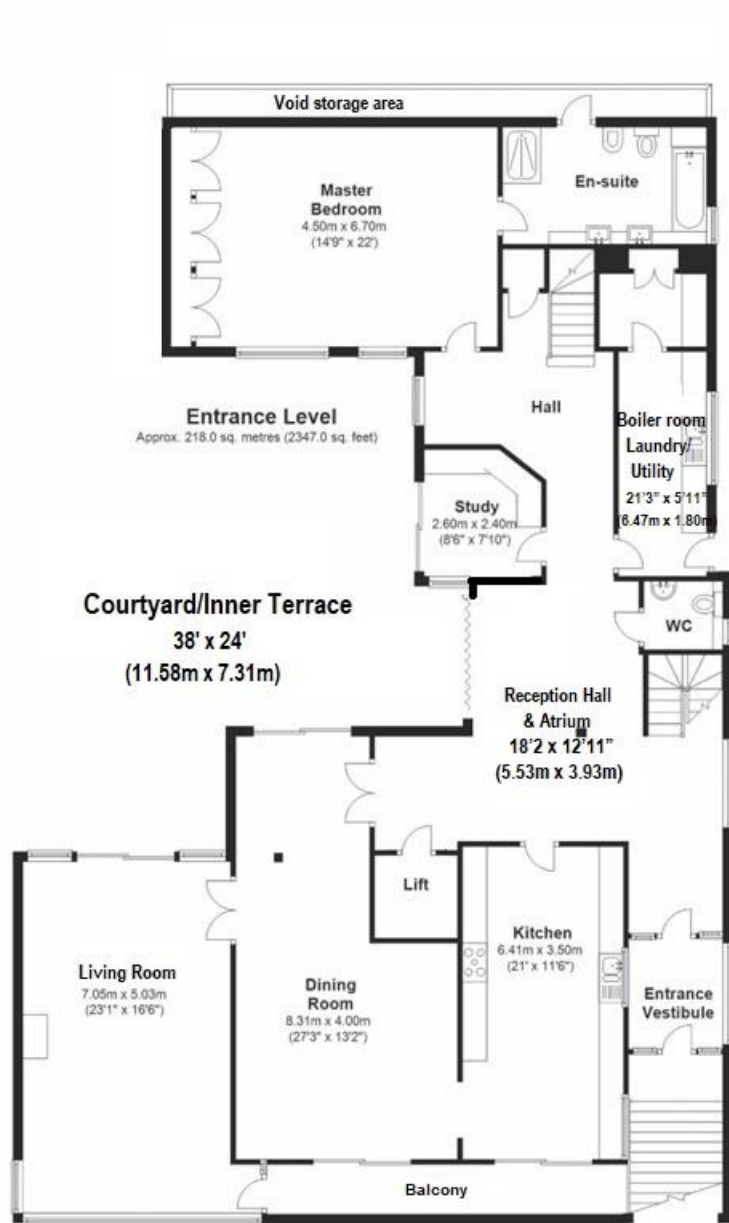 Void storage area
Master
Bedroom
4.50m x 6.70m
(14'9" x 22')
En-suite
Hall
Entrance Level
Approx. 218.0 sq. metres (2347.0 sq. feet)
Boiler room
Laundry/
Utility
21'3" x 5'11"
(6.47m x 1.80m)
Study
2.60m x 2.40m
(8'6" x 7'10")
Courtyard/Inner Terrace
38' x 24'
(11.58m x 7.31m)
WC
Reception Hall
& Atrium
18'2 x 12'11"
(5.53m x 3.93m)
Lift
Kitchen
6.41m x 3.50m
(21' x 11'6")
Living Room
7.05m x 5.03m
(23'1" x 16'6")
Dining
Room
8.31m x 4.00m
(27'3" x 13'2")
Entrance
Vestibule
Balcony